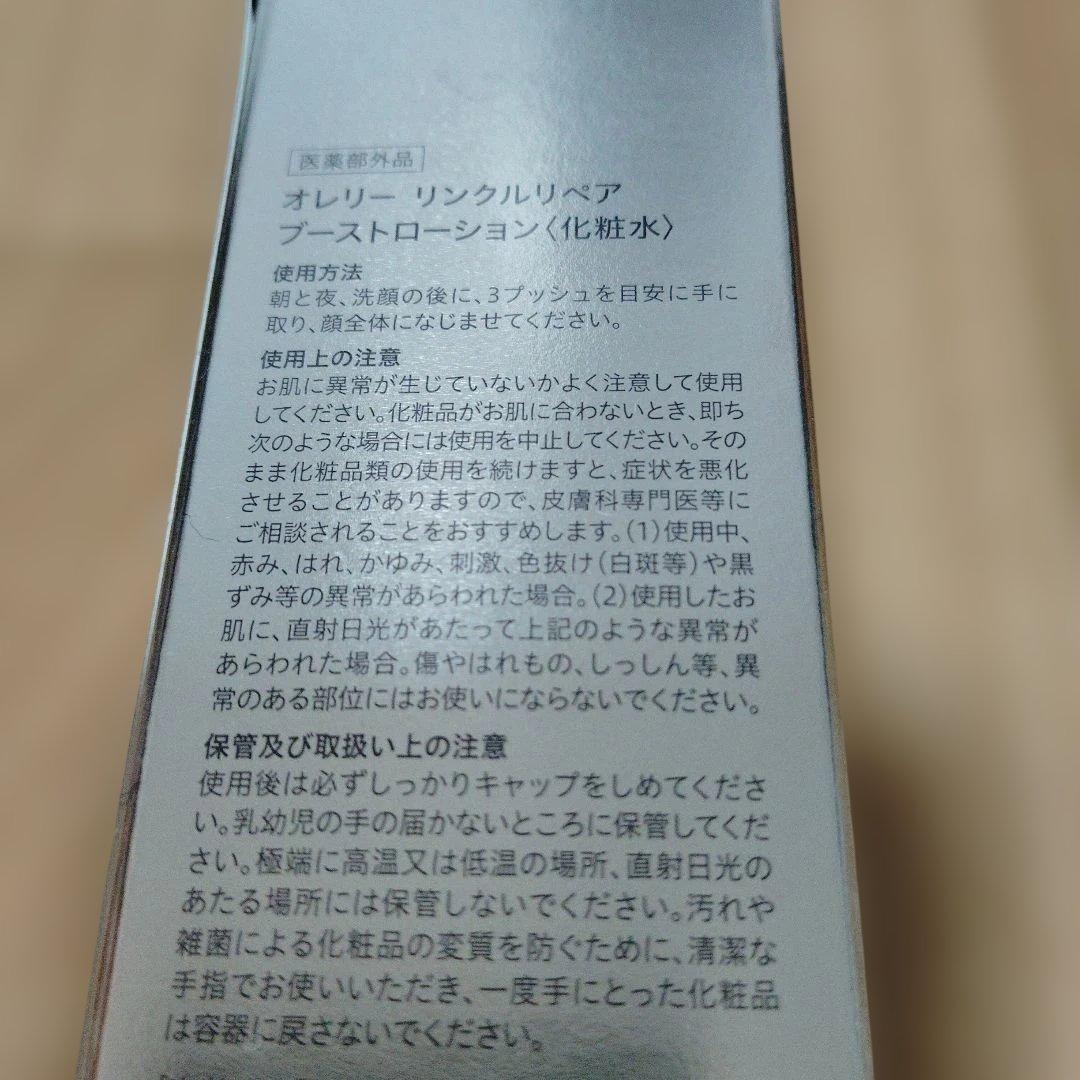 医薬部外品
オレリー リンクルリペア
ブーストローション〈化粧水〉
使用方法
朝と夜、洗顔の後に、3プッシュを目安に手に
取り、顔全体になじませてください。
使用上の注意
お肌に異常が生じていないかよく注意して使用
してください。化粧品がお肌に合わないとき、即ち
次のような場合には使用を中止してください。その
まま化粧品類の使用を続けますと、症状を悪化
させることがありますので、皮膚科専門医等に
ご相談されることをおすすめします。(1)使用中、
赤み、はれ、かゆみ、刺激、色抜け(白斑等)や黒
ずみ等の異常があらわれた場合。(2)使用したお
肌に、直射日光があたって上記のような異常が
あらわれた場合。傷やはれもの、しっしん等、異
常のある部位にはお使いにならないでください。
保管及び取扱い上の注意
使用後は必ずしっかりキャップをしめてくださ
い。乳幼児の手の届かないところに保管してくだ
さい。極端に高温又は低温の場所、直射日光の
あたる場所には保管しないでください。汚れや
雑菌による化粧品の変質を防ぐために、清潔な
手指でお使いいただき、一度手にとった化粧品
は容器に戻さないでください。